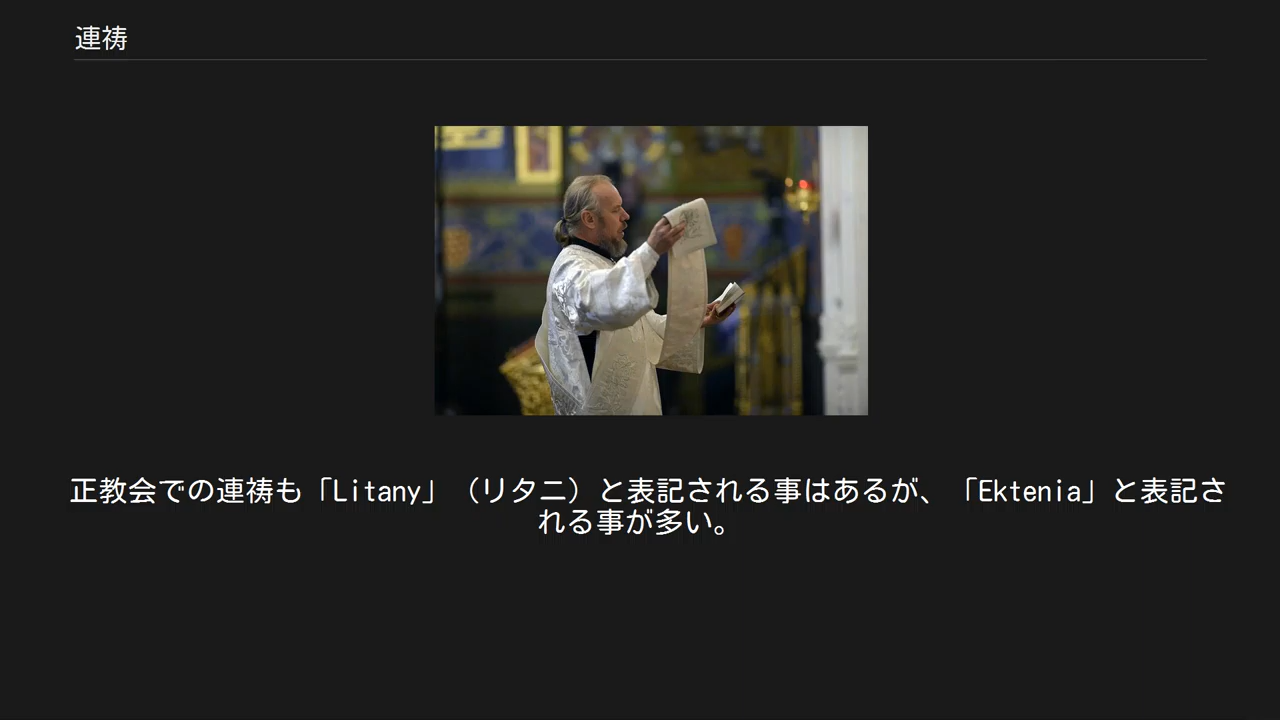 連祷
正教会での連祷も「Litany」（リタニ）と表記される事はあるが、「Ektenia」と表記さ
れる事が多い。